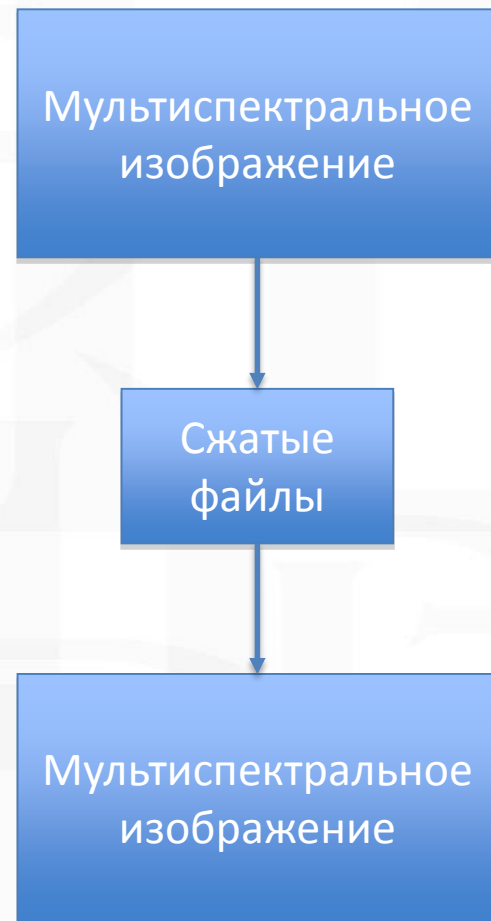 Мультиспектральное
изображение
Сжатые
файлы
Мультиспектральное
изображение